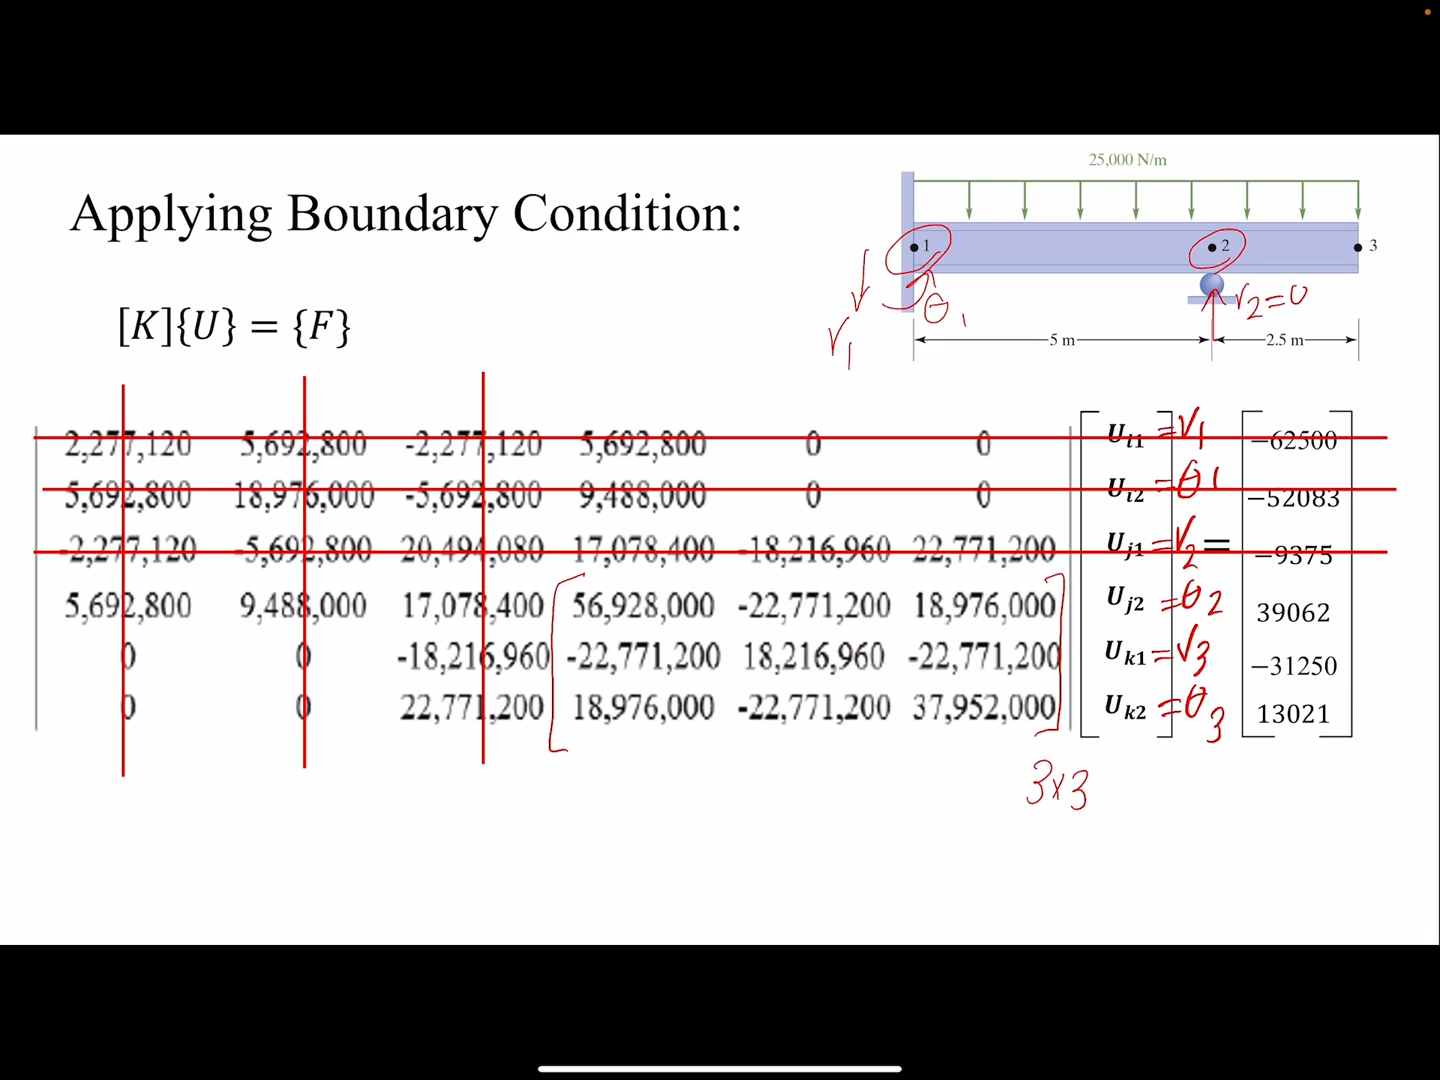 25,000 N/m
Applying Boundary Condition:
1
2
3
θ1
v2=0
v1
[K]{U} = {F}
5 m
2.5 m
2,277,120 5,692,800 -2,277,120 5,692,800 0 0 Ui1 =v1 −62500
5,692,800 18,976,000 -5,692,800 9,488,000 0 0 Ui2 =θ1 −52083
-2,277,120 -5,692,800 20,494,080 17,078,400 -18,216,960 22,771,200 Uj1 =v2 = −9375
5,692,800 9,488,000 17,078,400 56,928,000 -22,771,200 18,976,000 Uj2 =θ2 39062
0 0 -18,216,960 -22,771,200 18,216,960 -22,771,200 Uk1 =v3 −31250
0 0 22,771,200 18,976,000 -22,771,200 37,952,000 Uk2 =θ3 13021
3x3